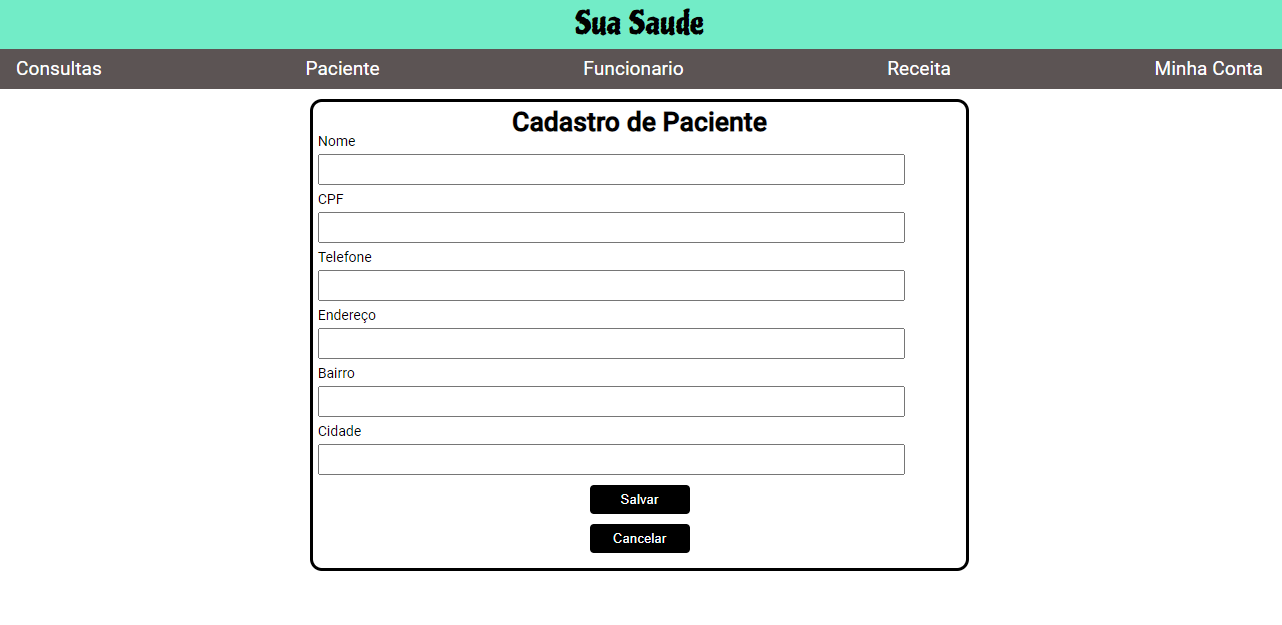 Sua Saude
Consultas Paciente Funcionario Receita Minha Conta
Cadastro de Paciente
Nome
CPF
Telefone
Endereço
Bairro
Cidade
Salvar
Cancelar